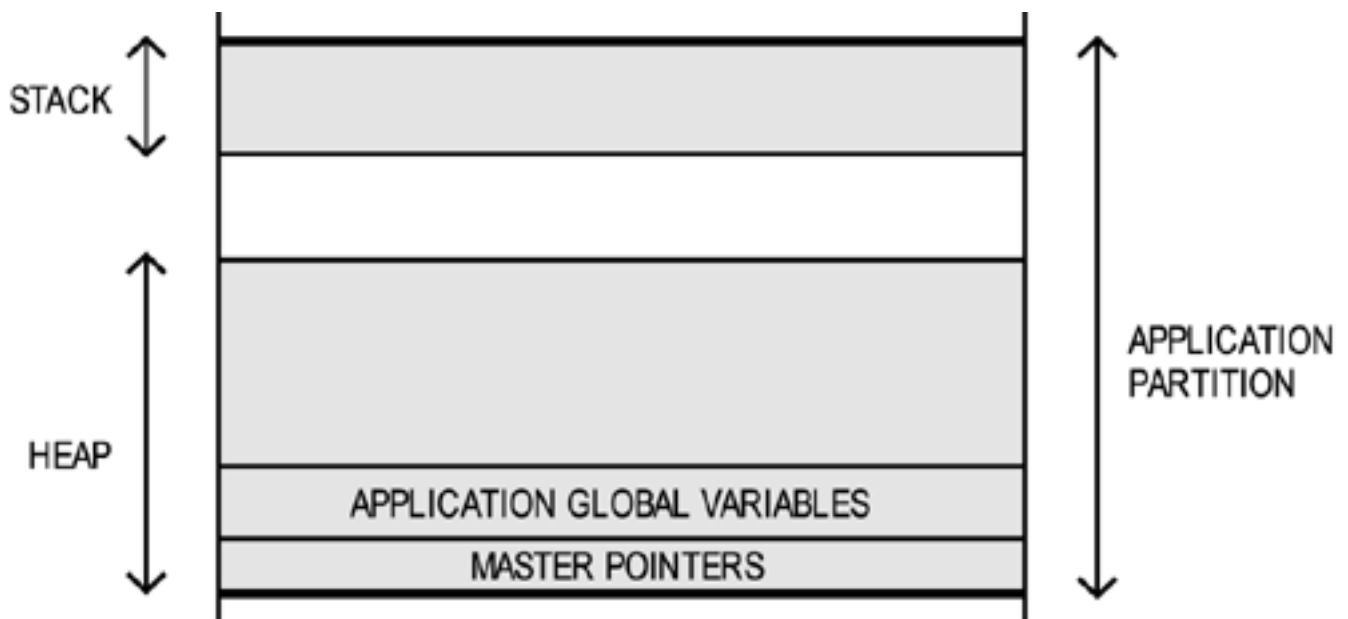 STACK
APPLICATION
PARTITION
HEAP
APPLICATION GLOBAL VARIABLES
MASTER POINTERS